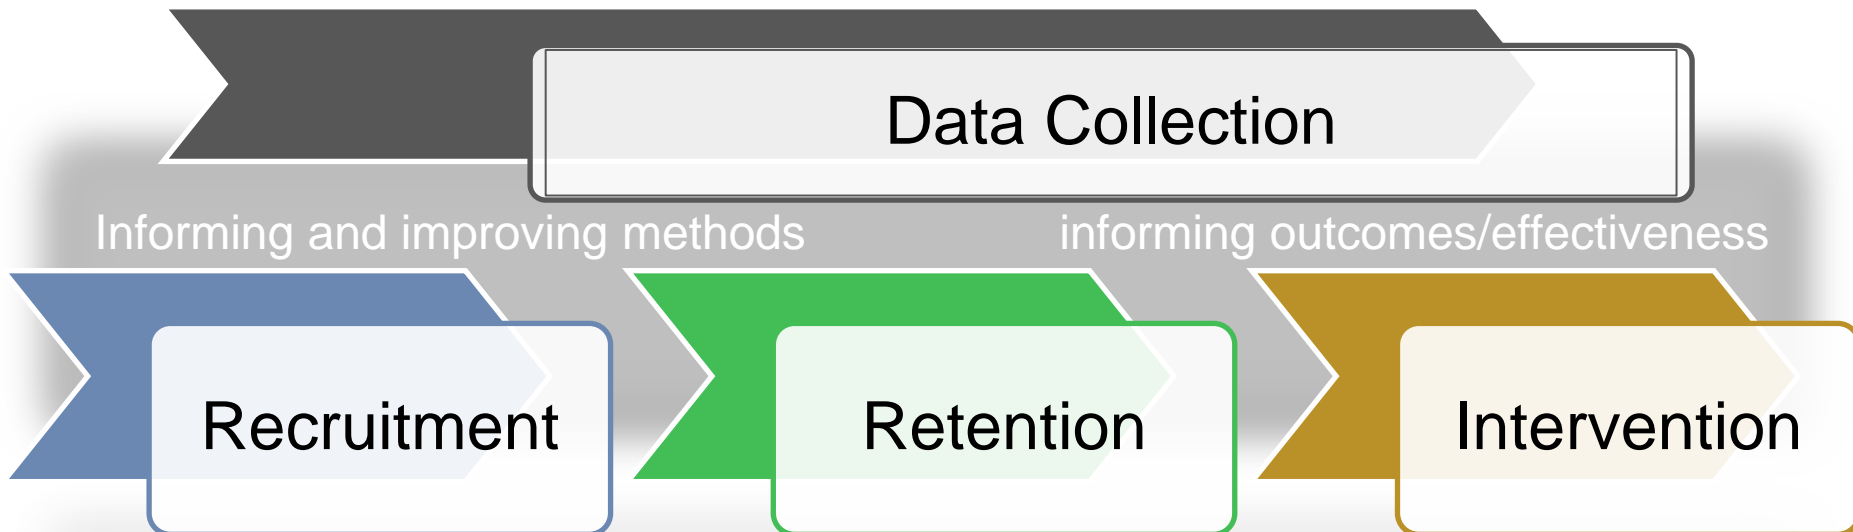 Data Collection
Informing and improving methods
informing outcomes/effectiveness
Recruitment
Retention
Intervention